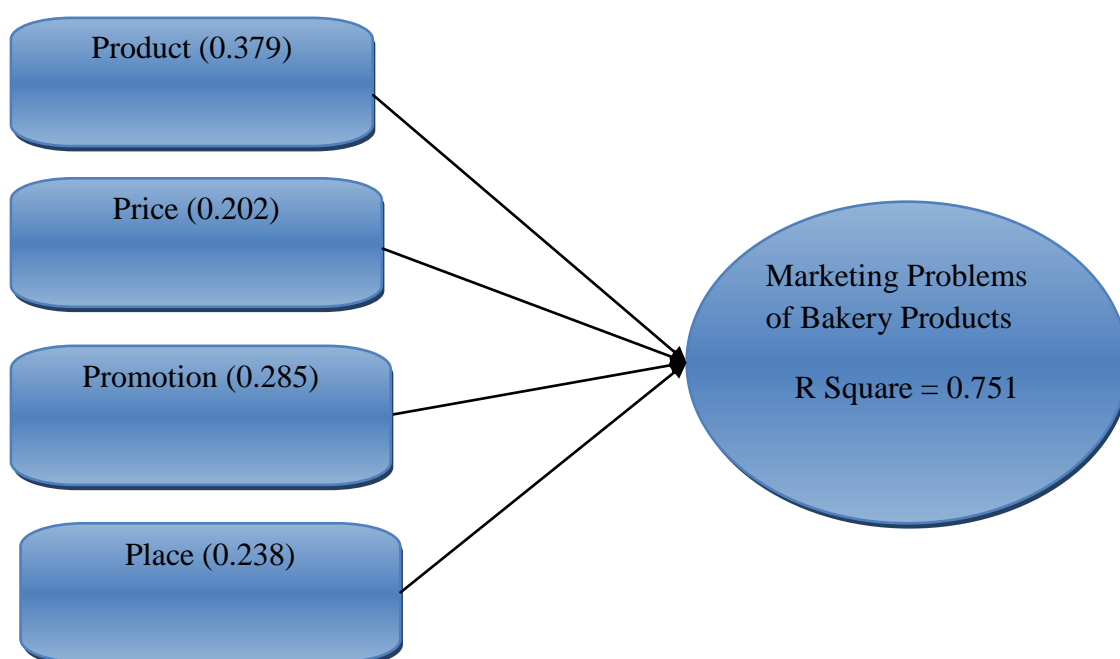 Product (0.379)
Price (0.202)
Promotion (0.285)
Place (0.238)
Marketing Problems
of Bakery Products
R Square = 0.751